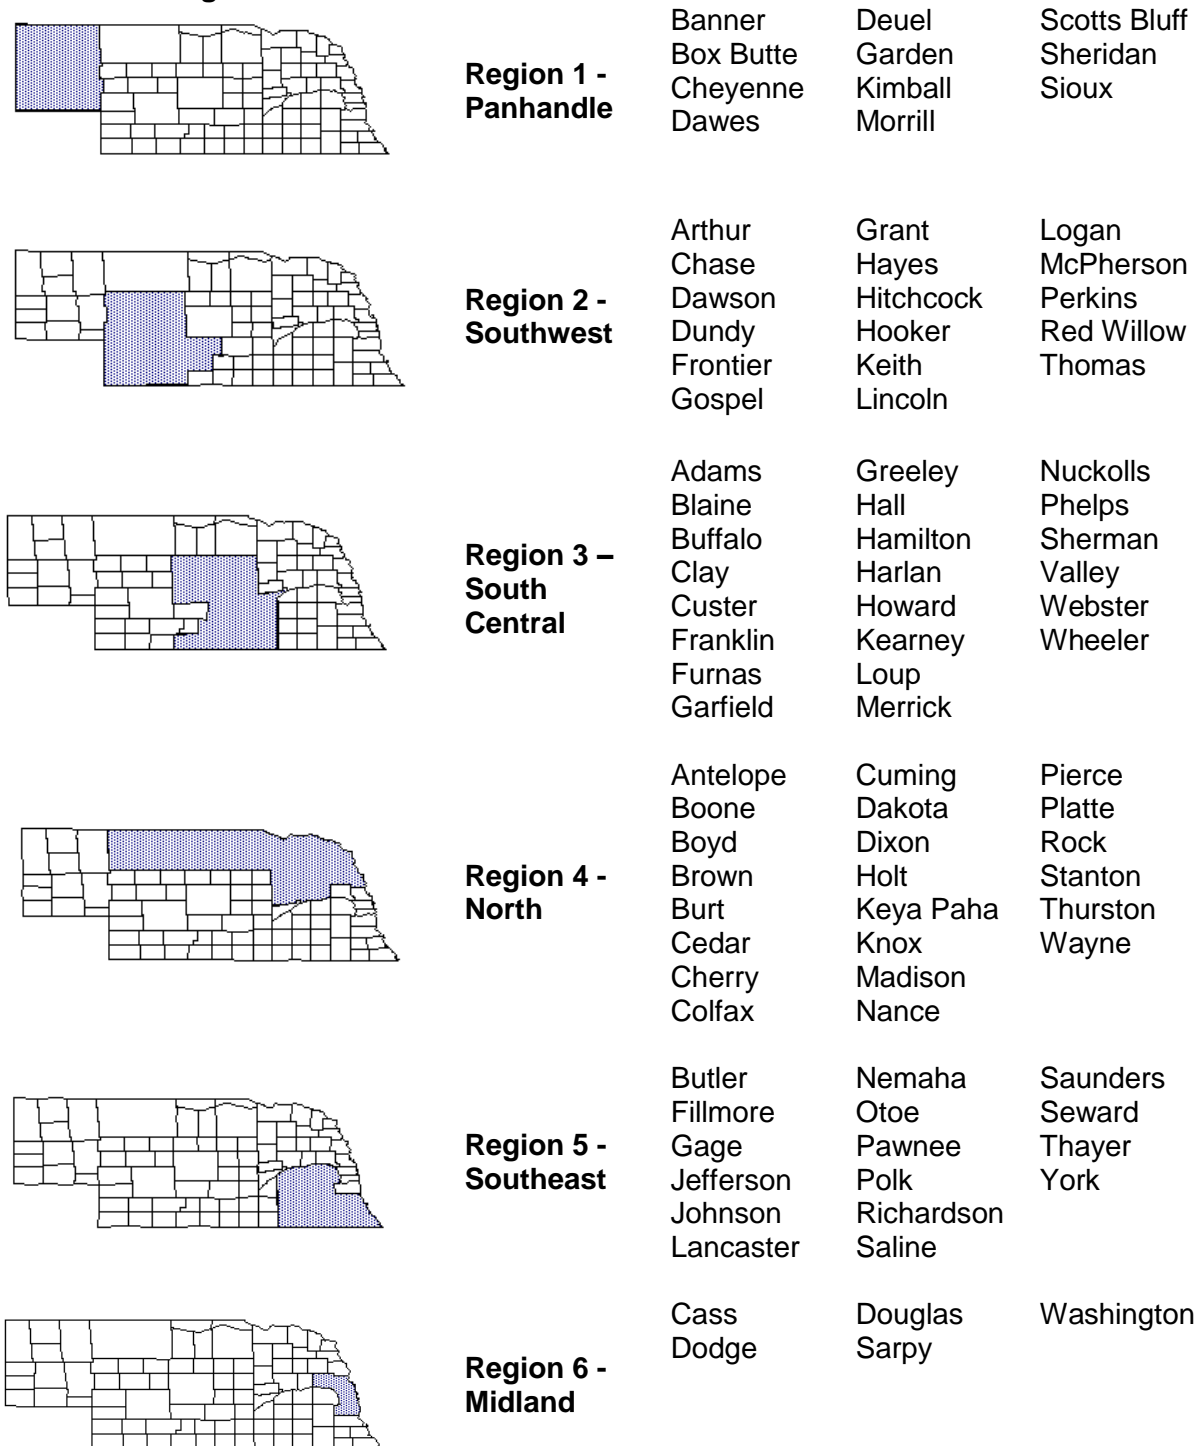 Banner Deuel Scotts Bluff
Box Butte Garden Sheridan
Region 1 -
Panhandle
Cheyenne Kimball Sioux
Dawes Morrill
Arthur Grant Logan
Chase Hayes McPherson
Region 2 -
Southwest
Dawson Hitchcock Perkins
Dundy Hooker Red Willow
Frontier Keith Thomas
Gospel Lincoln
Adams Greeley Nuckolls
Blaine Hall Phelps
Buffalo Hamilton Sherman
Region 3 –
South
Central
Clay Harlan Valley
Custer Howard Webster
Franklin Kearney Wheeler
Furnas Loup
Garfield Merrick
Antelope Cuming Pierce
Boone Dakota Platte
Boyd Dixon Rock
Region 4 -
North
Brown Holt Stanton
Burt Keya Paha Thurston
Cedar Knox Wayne
Cherry Madison
Colfax Nance
Butler Nemaha Saunders
Fillmore Otoe Seward
Region 5 -
Southeast
Gage Pawnee Thayer
Jefferson Polk York
Johnson Richardson
Lancaster Saline
Cass Douglas Washington
Dodge Sarpy
Region 6 -
Midland